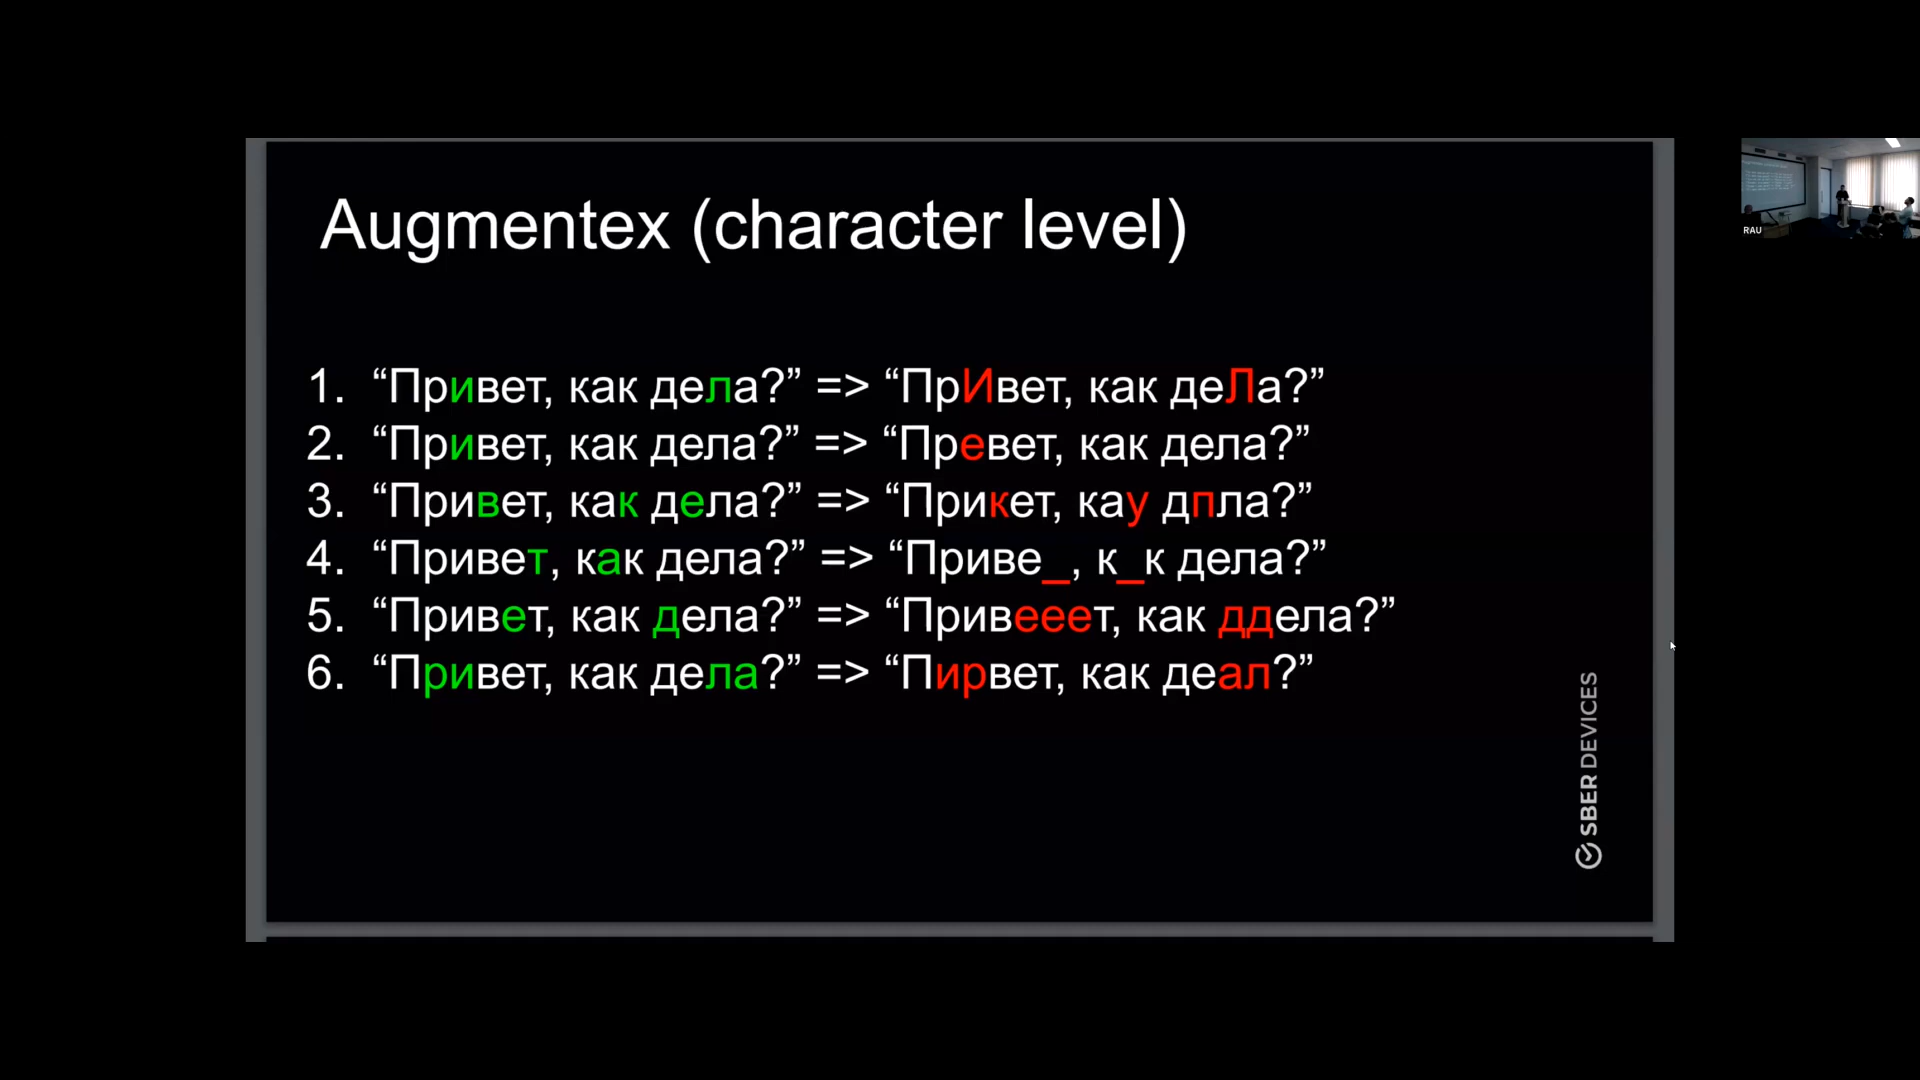 Augmentex (character level)
1. “Привет, как дела?” => “ПрИвет, как деЛа?”
2. “Привет, как дела?” => “Превет, как дела?”
3. “Привет, как дела?” => “Прикет, кау дпла?”
4. “Привет, как дела?” => “Приве_, к_к дела?”
5. “Привет, как дела?” => “Привееет, как ддела?”
6. “Привет, как дела?” => “Пирвет, как деал?”
SBER DEVICES
RAU